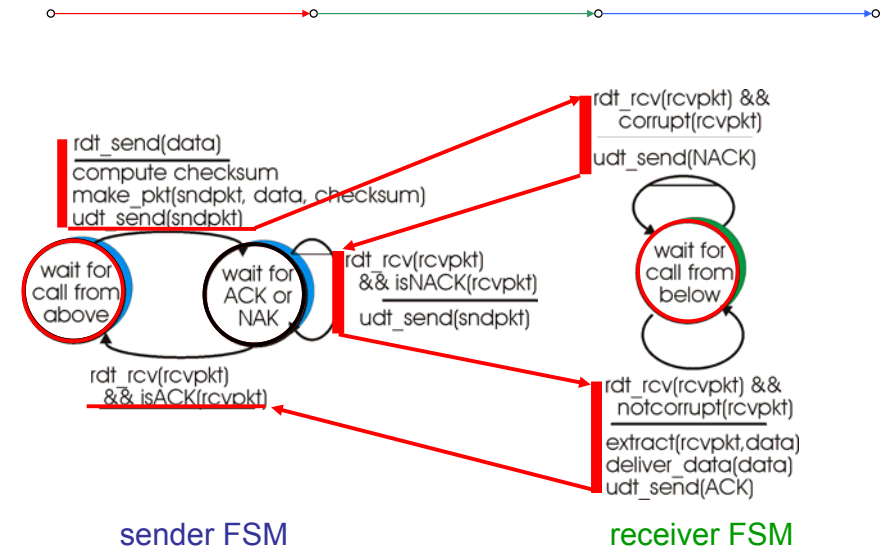 rdt_send(data)
compute checksum
make_pkt(sndpkt, data, checksum)
udt_send(sndpkt)
wait for
call from
above
wait for
ACK or
NAK
rdt_rcv(rcvpkt)
&& isNACK(rcvpkt)
udt_send(sndpkt)
rdt_rcv(rcvpkt)
&& isACK(rcvpkt)
sender FSM
rdt_rcv(rcvpkt) &&
corrupt(rcvpkt)
udt_send(NACK)
wait for
call from
below
rdt_rcv(rcvpkt) &&
notcorrupt(rcvpkt)
extract(rcvpkt,data)
deliver_data(data)
udt_send(ACK)
receiver FSM